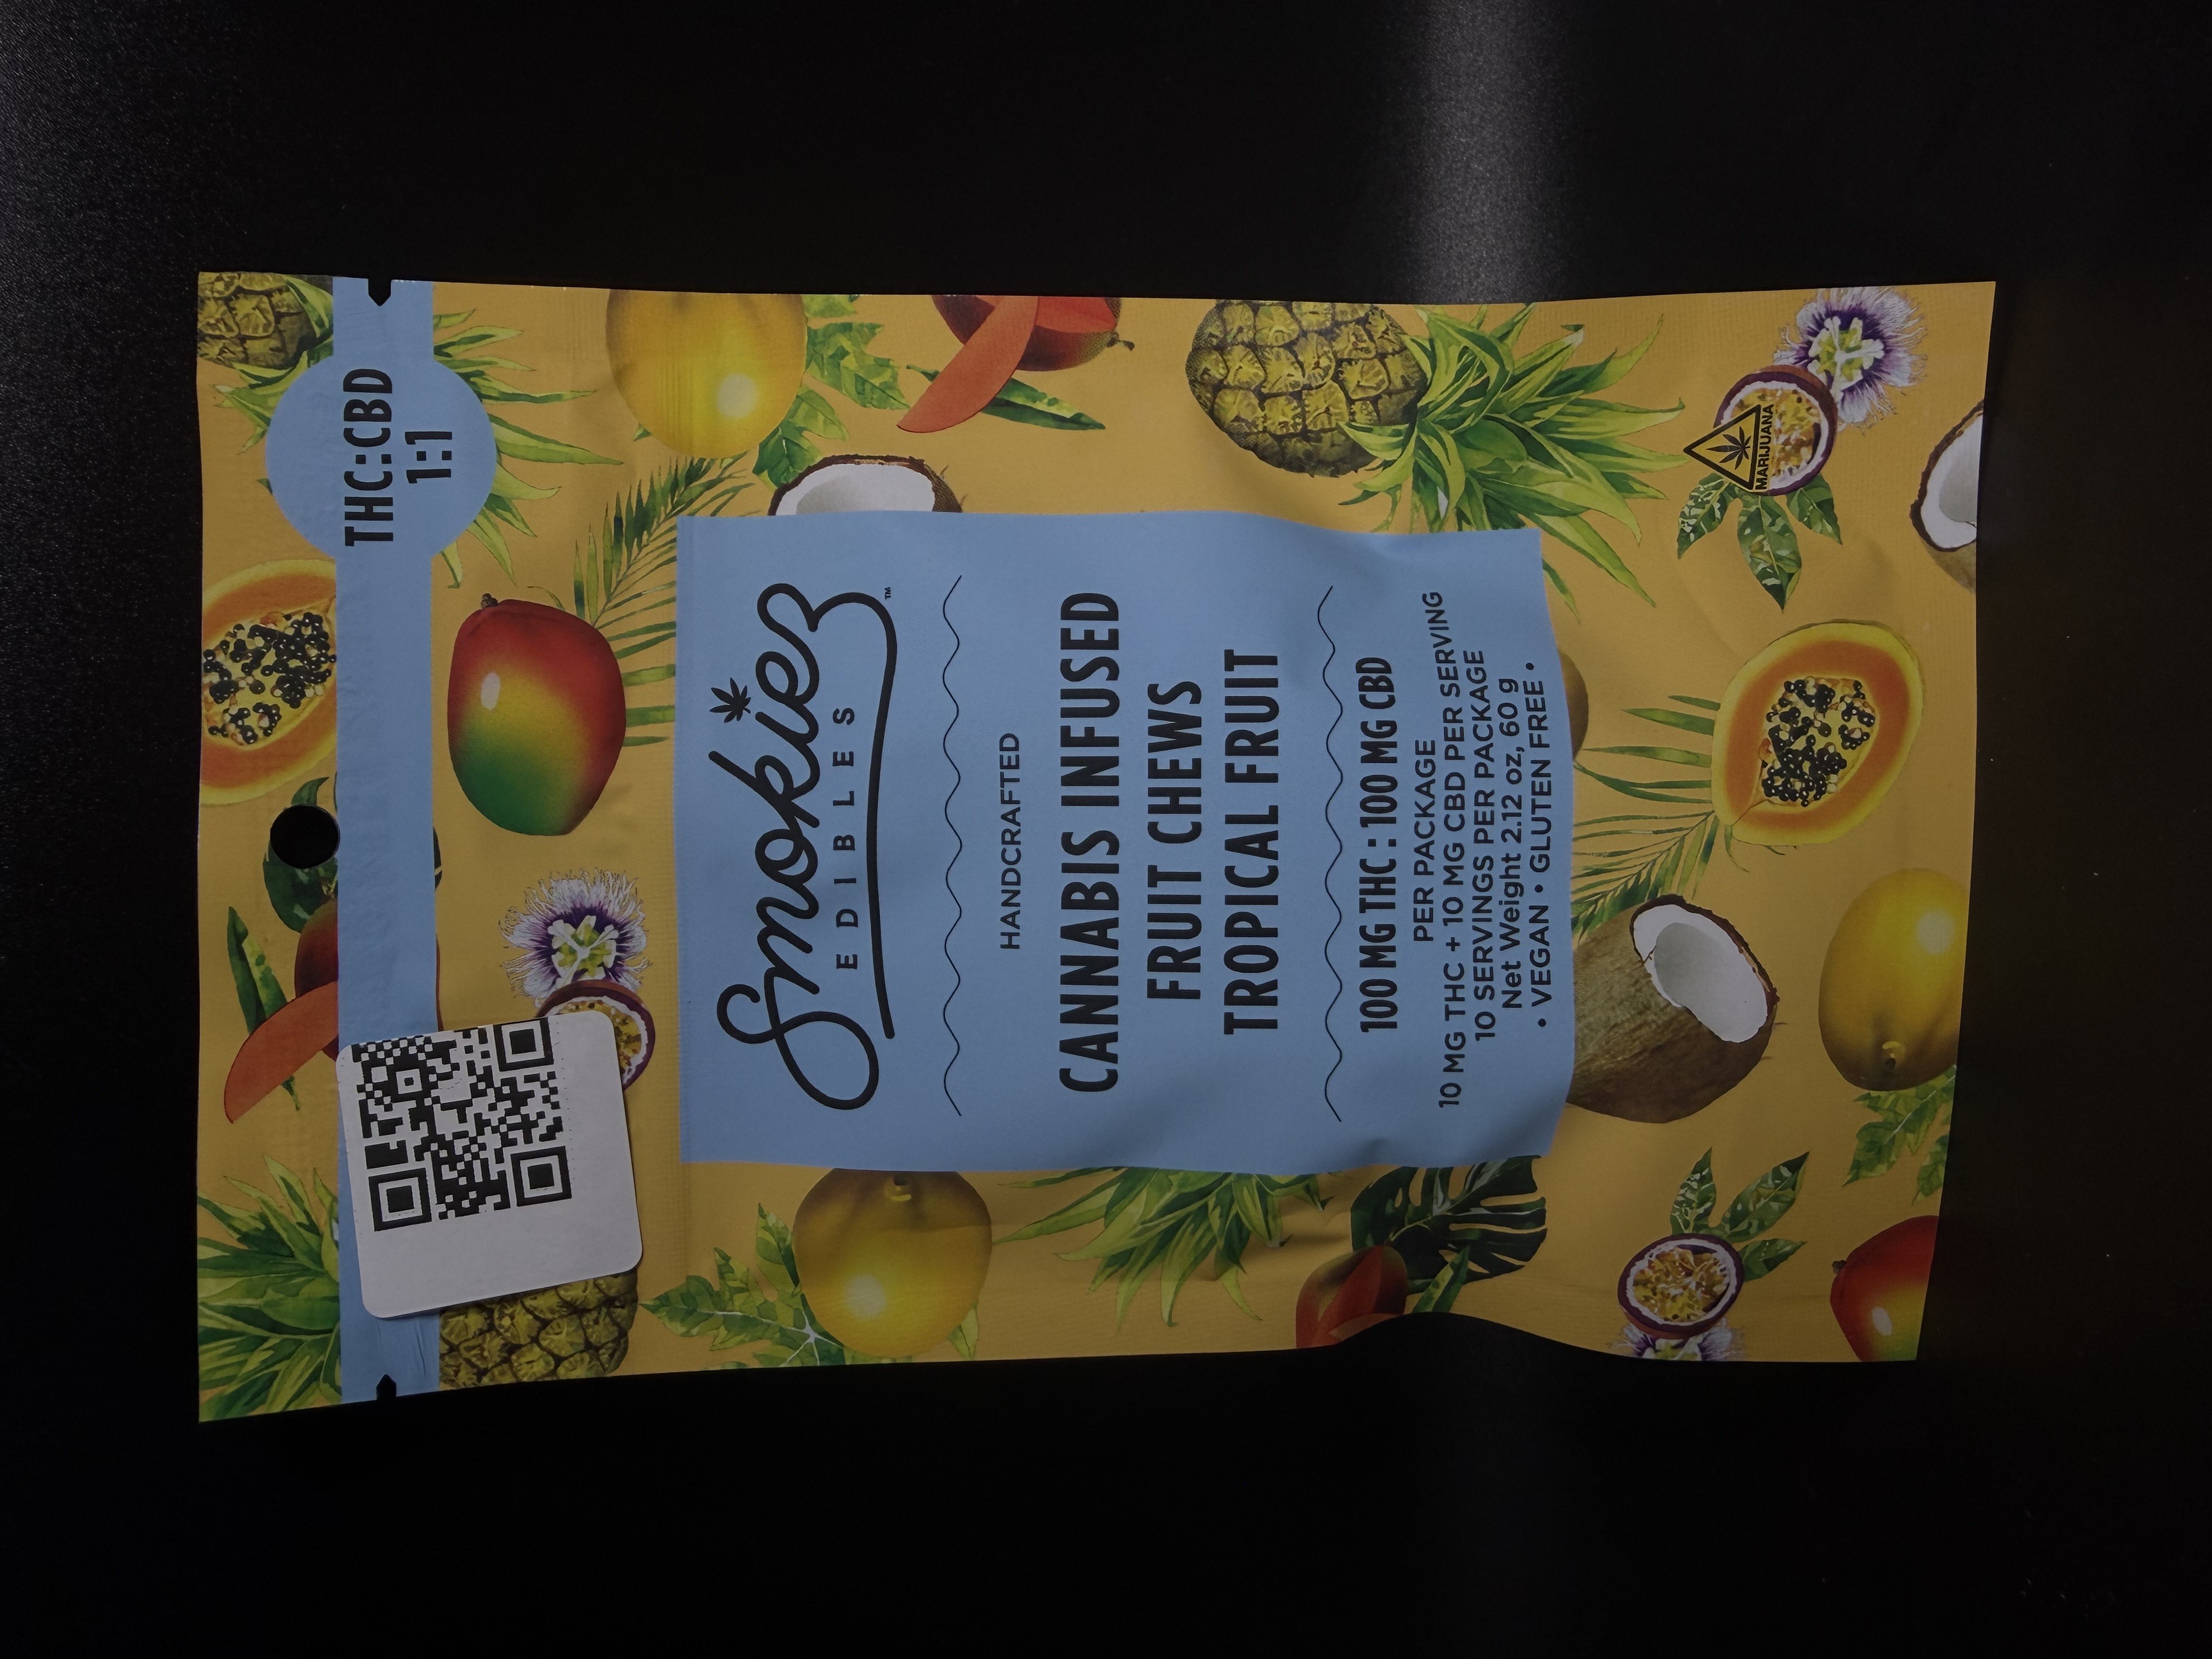 THC:CBD
1:1
Smokiez™
EDIBLES
HANDCRAFTED
CANNABIS INFUSED
FRUIT CHEWS
TROPICAL FRUIT
100 MG THC : 100 MG CBD
PER PACKAGE
10 MG THC + 10 MG CBD PER SERVING
10 SERVINGS PER PACKAGE
Net Weight 2.12 oz, 60 g
• VEGAN • GLUTEN FREE •
MARIJUANA